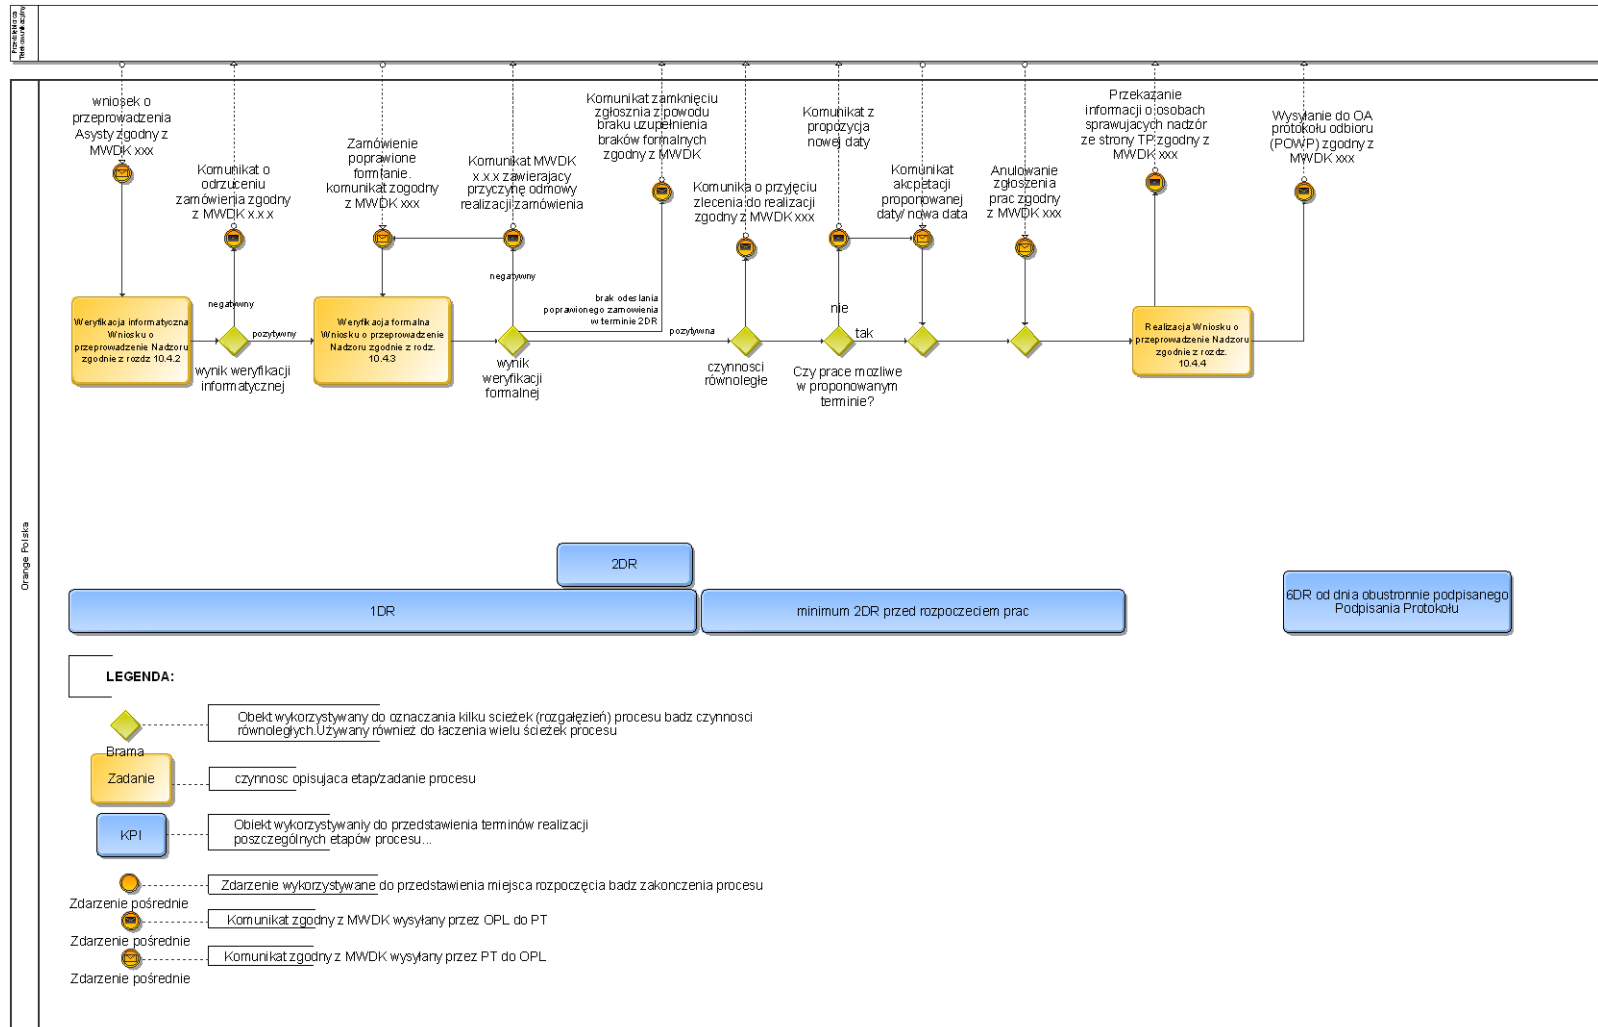 Przedsiębiorca
Telekomunikacyjny
Orange Polska
wniosek o
przeprowadzenia
Asysty zgodny z
MWDK xxx
Komunikat o
odrzuceniu
zamówienia zgodny
z MWDK x.x.x
Zamówienie
poprawione
formlanie.
komunikat zogodny
z MWDK xxx
Komunikat MWDK
x.x.x zawierajacy
przyczynę odmowy
realizacji zamówienia
Komunikat zamknięciu
zgłosznia z powodu
braku uzupełnienia
braków formalnych
zgodny z MWDK
Komunika o przyjęciu
zlecenia do realizacji
zgodny z MWDK xxx
Komunikat z
propozycja
nowej daty
Komunikat
akcpetacji
proponowanej
daty/ nowa data
Anulowanie
zgłoszenia
prac zgodny
z MWDK xxx
Przekazanie
informacji o osobach
sprawujacych nadzór
ze strony TP zgodny z
MWDK xxx
Wysyłanie do OA
protokołu odbioru
(POWP) zgodny z
MWDK xxx
Weryfikacja informatyczna
Wniosku o
przeprowadzenie Nadzoru
zgodnie z rozdz 10.4.2
negatywny
pozytywny
wynik weryfikacji
informatycznej
Weryfikacja formalna
Wniosku o przeprowadzenie
Nadzoru zgodnie z rodz.
10.4.3
negatywny
wynik
weryfikacji
formalnej
brak odeslania
poprawionego zamowienia
w terminie 2DR
pozytywna
czynnosci
równoległe
nie
tak
Czy prace mozliwe
w proponowanym
terminie?
Realizacja Wniosku o
przeprowadzenie Nadzoru
zgodnie z rozdz.
10.4.4
2DR
1DR
minimum 2DR przed rozpoczeciem prac
6DR od dnia obustronnie podpisanego
Podpisania Protokołu
LEGENDA:
Brama
Obekt wykorzystywany do oznaczania kilku scieżek (rozgałęzień) procesu badz czynnosci
równoległych.Używany również do łaczenia wielu ścieżek procesu
Zadanie
czynnosc opisujaca etap/zadanie procesu
KPI
Obiekt wykorzystywaniy do przedstawienia terminów realizacji
poszczególnych etapów procesu...
Zdarzenie pośrednie
Zdarzenie wykorzystywane do przedstawienia miejsca rozpoczęcia badz zakonczenia procesu
Zdarzenie pośrednie
Komunikat zgodny z MWDK wysyłany przez OPL do PT
Zdarzenie pośrednie
Komunikat zgodny z MWDK wysyłany przez PT do OPL